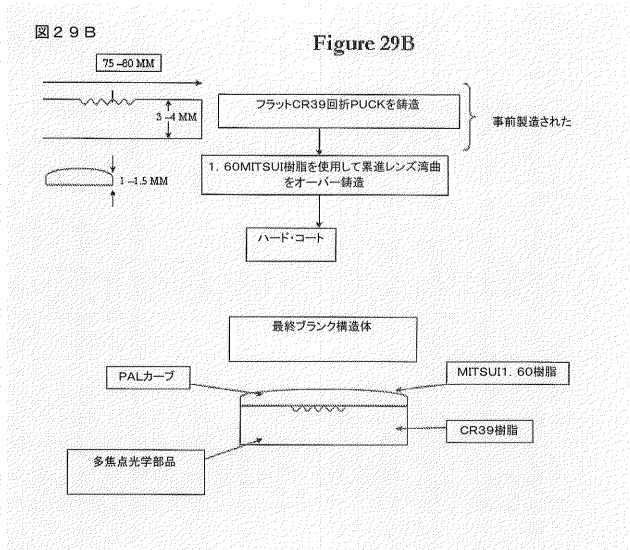 図29B
Figure 29B
75–80 MM
3–4 MM
フラットCR39回折PUCKを鋳造
事前製造された
1–1.5 MM
1.60MITSUI樹脂を使用して累進レンズ湾曲
をオーバー鋳造
ハード・コート
最終ブランク構造体
PALカーブ
MITSUI1.60樹脂
CR39樹脂
多焦点光学部品